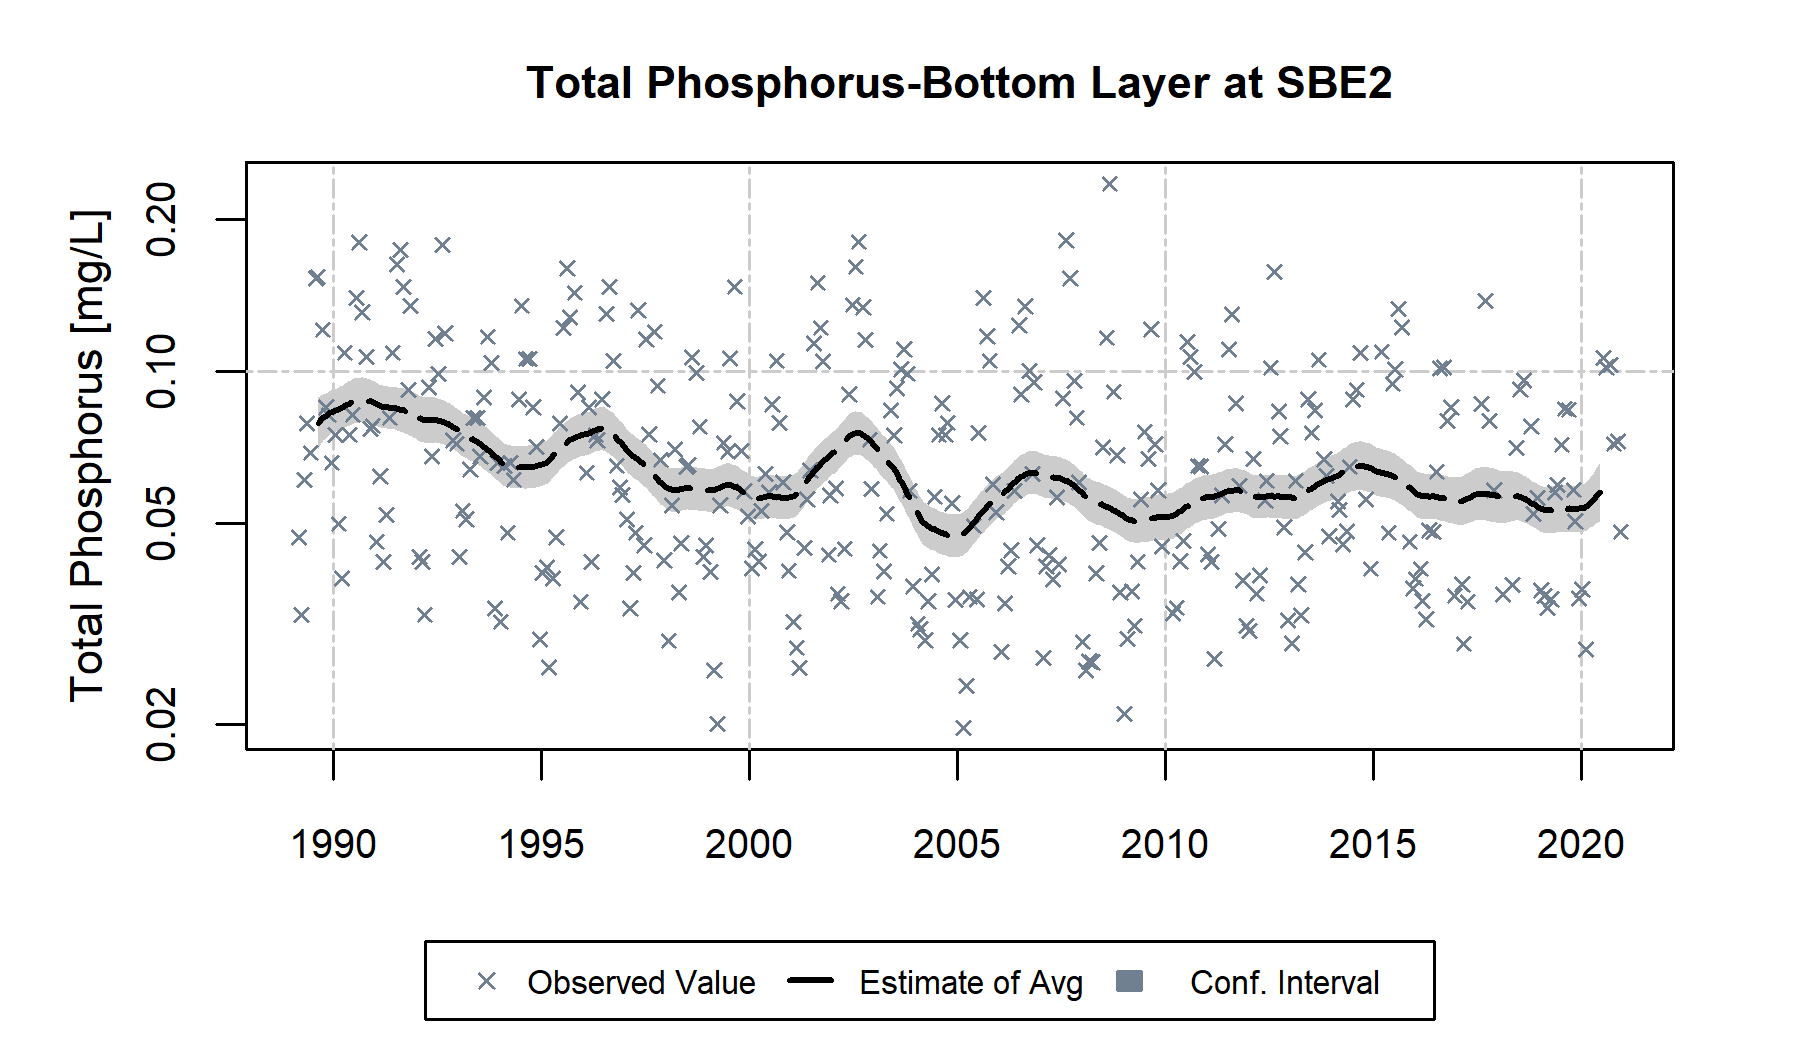 Total Phosphorus-Bottom Layer at SBE2
Total Phosphorus [mg/L]
0.20
0.10
0.05
0.02
1990 1995 2000 2005 2010 2015 2020
Observed Value Estimate of Avg Conf. Interval